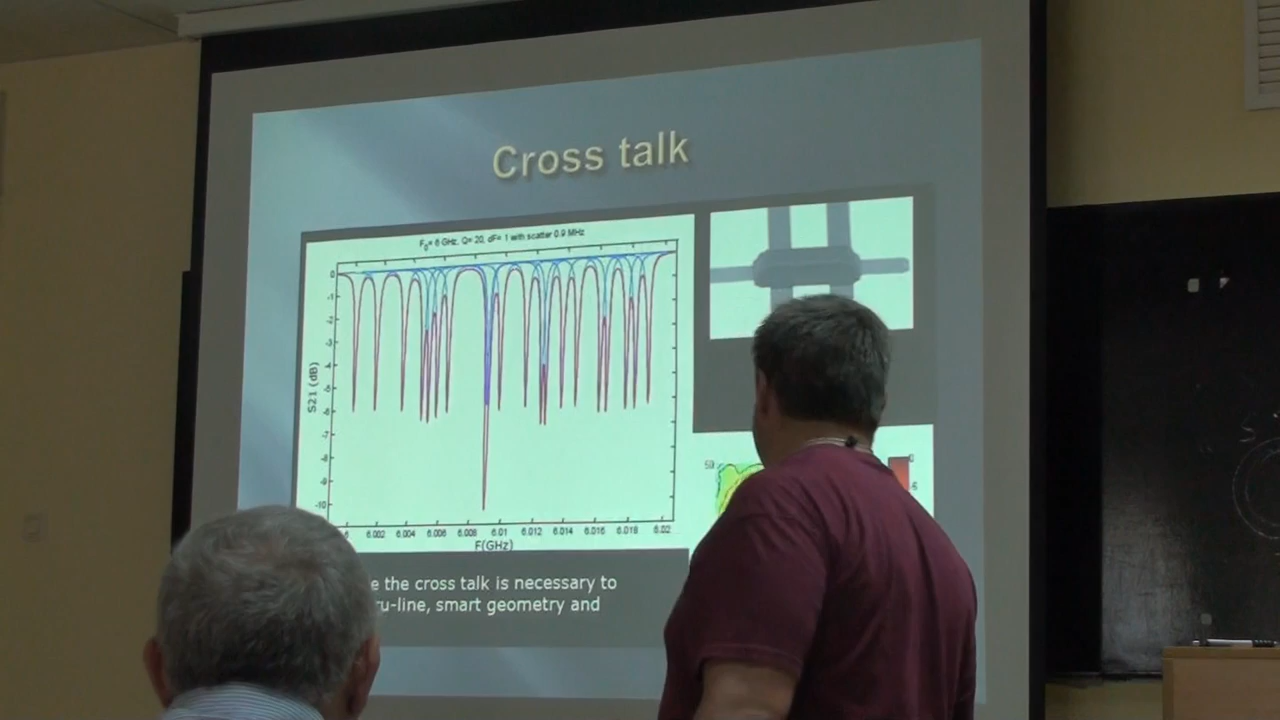 Cross talk
F0= 6 GHz, Q= 20, dF= 1 with scatter 0.9 MHz
S21 (dB)
0
-1
-2
-3
-4
-5
-6
-7
-8
-9
-10
6 6.002 6.004 6.006 6.008 6.01 6.012 6.014 6.016 6.018 6.02
F(GHz)
50
e the cross talk is necessary to
ru-line, smart geometry and